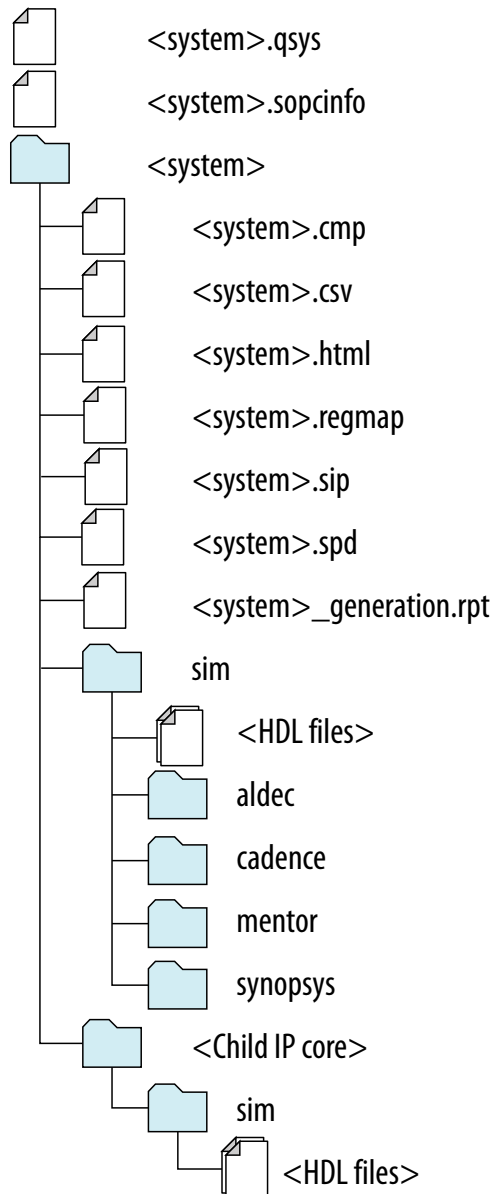 <system>.qsys
<system>.sopcinfo
<system>
<system>.cmp
<system>.csv
<system>.html
<system>.regmap
<system>.sip
<system>.spd
<system>_generation.rpt
sim
<HDL files>
aldec
cadence
mentor
synopsys
<Child IP core>
sim
<HDL files>